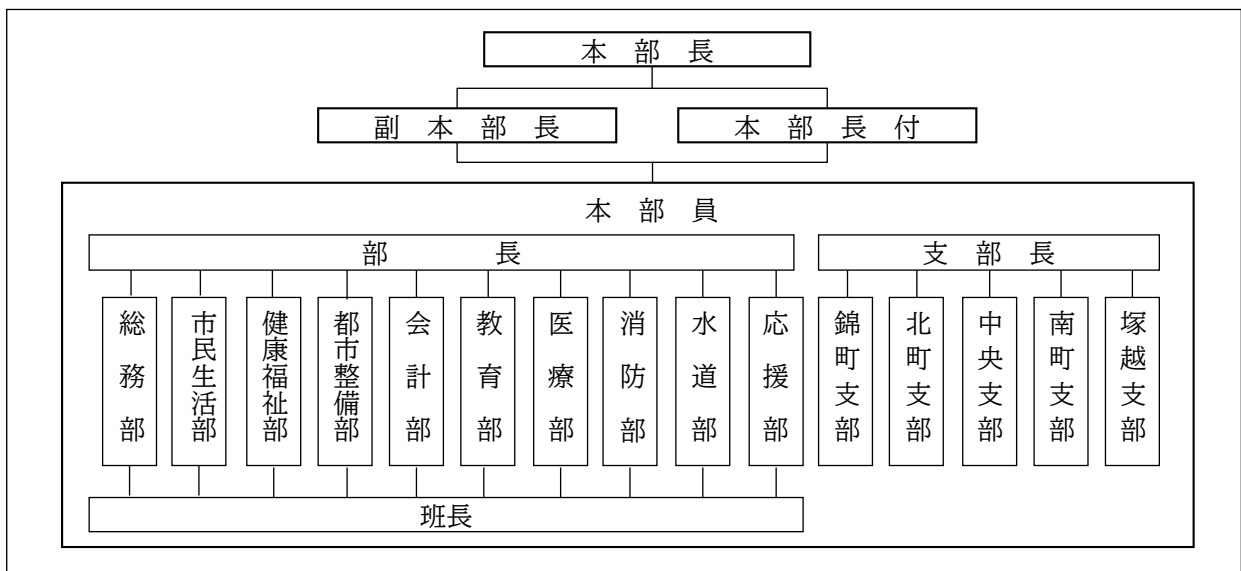 本部長
副本部長
本部長付
本部員
部長
支部長
総務部
市民生活部
健康福祉部
都市整備部
会計部
教育部
医療部
消防部
水道部
応援部
錦町支部
北町支部
中央支部
南町支部
塚越支部
班長